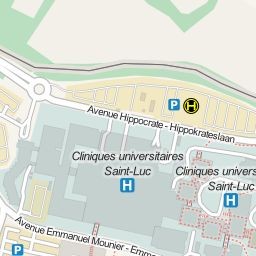 P
H
Avenue Hippocrate - Hippokrateslaan
Cliniques universitaires
Saint-Luc
H
Cliniques univers
Saint-Luc
H
Avenue Emmanuel Mounier - Emm
P